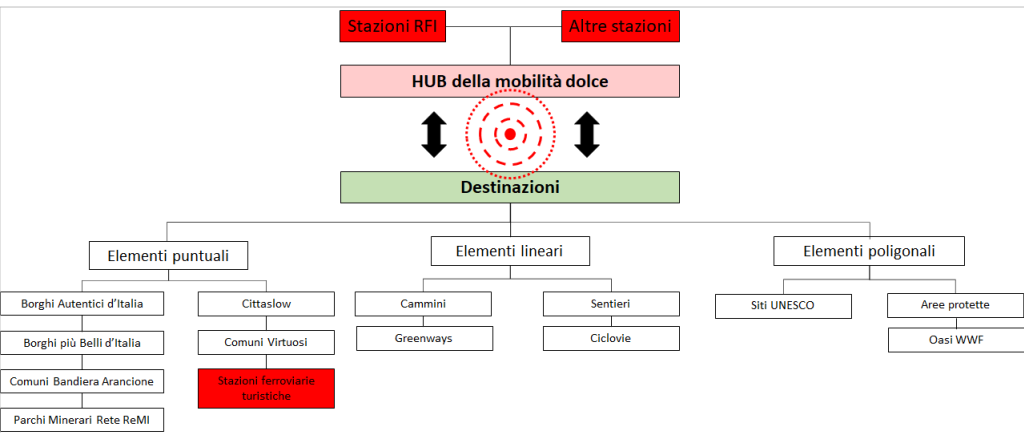 Stazioni RFI
Altre stazioni
HUB della mobilità dolce
Destinazioni
Elementi puntuali
Elementi lineari
Elementi poligonali
Borghi Autentici d’Italia
Cittaslow
Cammini
Sentieri
Siti UNESCO
Aree protette
Borghi più Belli d’Italia
Comuni Virtuosi
Greenways
Ciclovie
Oasi WWF
Comuni Bandiera Arancione
Stazioni ferroviarie
turistiche
Parchi Minerari Rete ReMI